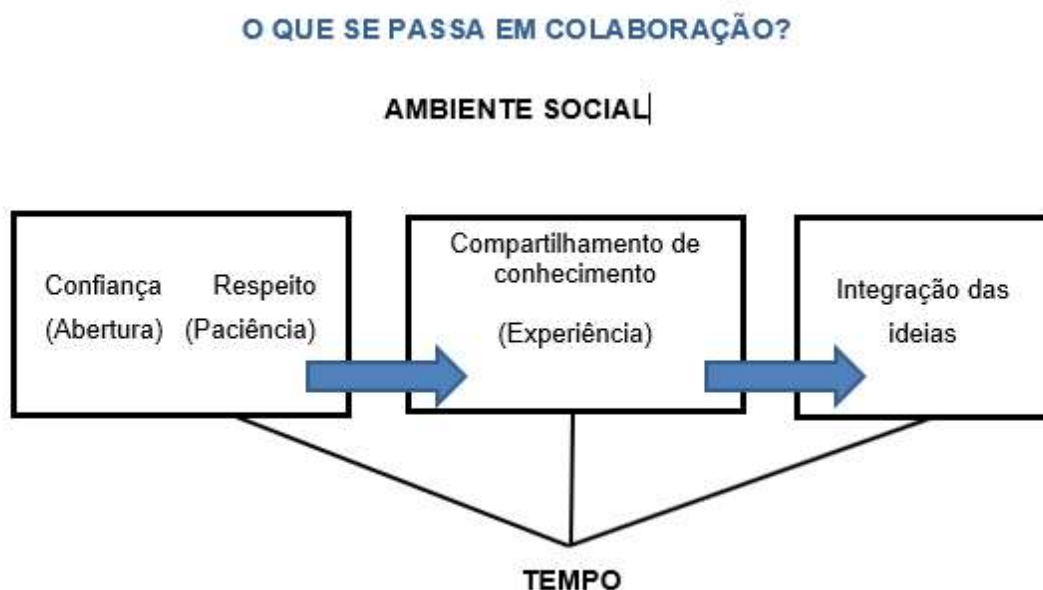 O QUE SE PASSA EM COLABORAÇÃO?
AMBIENTE SOCIAL
Confiança Respeito
(Abertura) (Paciência)
Compartilhamento de
conhecimento
(Experiência)
Integração das
ideias
TEMPO